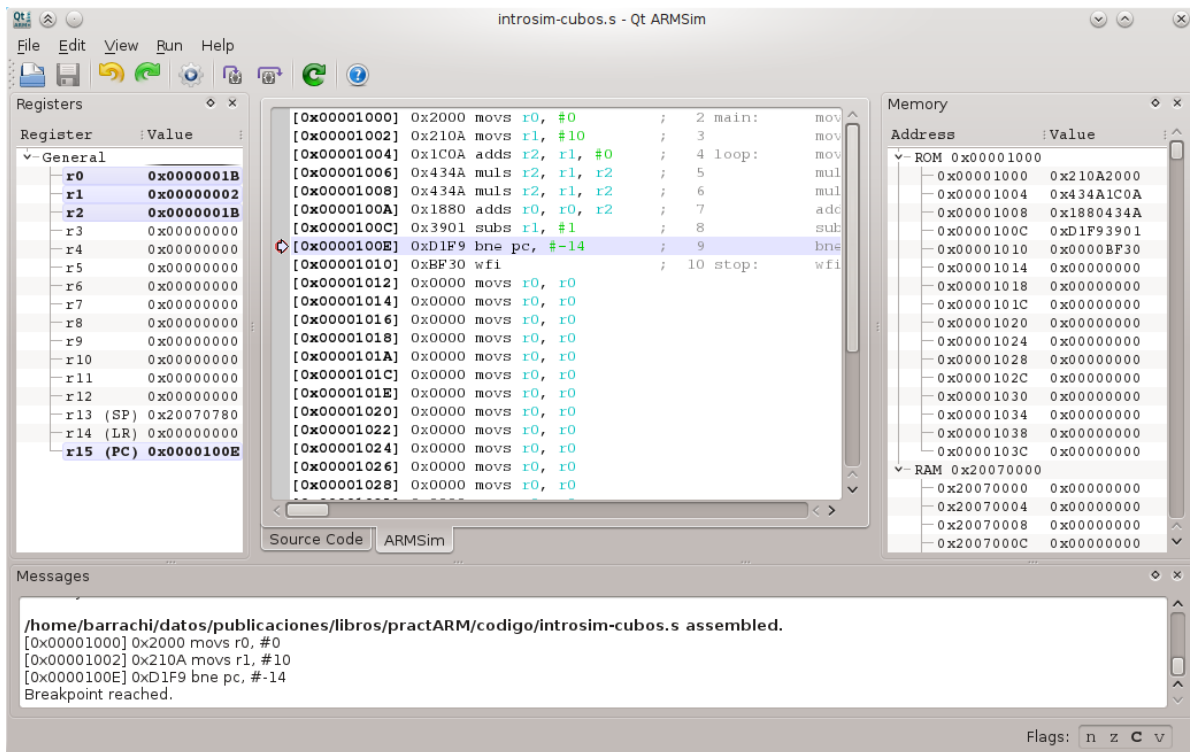 Qt ARMS
introsim-cubos.s - Qt ARMSim
File Edit View Run Help
Registers
Register Value
General
r0 0x0000001B
r1 0x00000002
r2 0x0000001B
r3 0x00000000
r4 0x00000000
r5 0x00000000
r6 0x00000000
r7 0x00000000
r8 0x00000000
r9 0x00000000
r10 0x00000000
r11 0x00000000
r12 0x00000000
r13 (SP) 0x20070780
r14 (LR) 0x00000000
r15 (PC) 0x0000100E
[0x00001000] 0x2000 movs r0, #0 ; 2 main: mov
[0x00001002] 0x210A movs r1, #10 ; 3 mov
[0x00001004] 0x1C0A adds r2, r1, #0 ; 4 loop: mov
[0x00001006] 0x434A muls r2, r1, r2 ; 5 mul
[0x00001008] 0x434A muls r2, r1, r2 ; 6 mul
[0x0000100A] 0x1880 adds r0, r0, r2 ; 7 add
[0x0000100C] 0x3901 subs r1, #1 ; 8 sub
[0x0000100E] 0xD1F9 bne pc, #-14 ; 9 bne
[0x00001010] 0xBF30 wfi ; 10 stop: wfi
[0x00001012] 0x0000 movs r0, r0
[0x00001014] 0x0000 movs r0, r0
[0x00001016] 0x0000 movs r0, r0
[0x00001018] 0x0000 movs r0, r0
[0x0000101A] 0x0000 movs r0, r0
[0x0000101C] 0x0000 movs r0, r0
[0x0000101E] 0x0000 movs r0, r0
[0x00001020] 0x0000 movs r0, r0
[0x00001022] 0x0000 movs r0, r0
[0x00001024] 0x0000 movs r0, r0
[0x00001026] 0x0000 movs r0, r0
[0x00001028] 0x0000 movs r0, r0
Source Code ARMSim
Memory
Address Value
ROM 0x00001000
0x00001000 0x210A2000
0x00001004 0x434A1C0A
0x00001008 0x1880434A
0x0000100C 0xD1F93901
0x00001010 0x0000BF30
0x00001014 0x00000000
0x00001018 0x00000000
0x0000101C 0x00000000
0x00001020 0x00000000
0x00001024 0x00000000
0x00001028 0x00000000
0x0000102C 0x00000000
0x00001030 0x00000000
0x00001034 0x00000000
0x00001038 0x00000000
0x0000103C 0x00000000
RAM 0x20070000
0x20070000 0x00000000
0x20070004 0x00000000
0x20070008 0x00000000
0x2007000C 0x00000000
Messages
/home/barrachi/datos/publicaciones/libros/practARM/codigo/introsim-cubos.s assembled.
[0x00001000] 0x2000 movs r0, #0
[0x00001002] 0x210A movs r1, #10
[0x0000100E] 0xD1F9 bne pc, #-14
Breakpoint reached.
Flags: n z C v